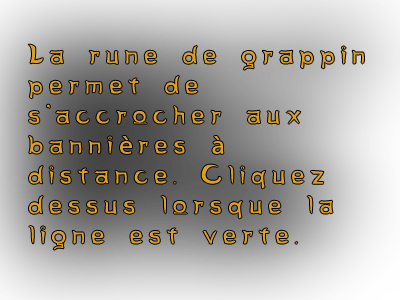 La rune de grappin
permet de
s'accrocher aux
bannières à
distance. Cliquez
dessus lorsque la
ligne est verte.